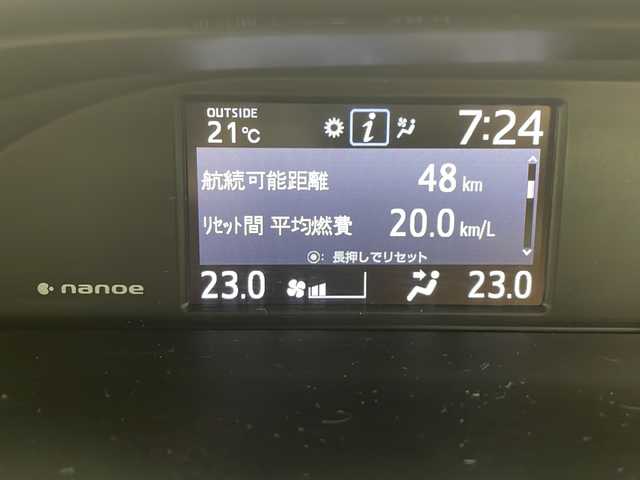 OUTSIDE
21℃ i 7:24
航続可能距離 48 km
リセット間 平均燃費 20.0 km/L
◉: 長押しでリセット
23.0 23.0
nanoe